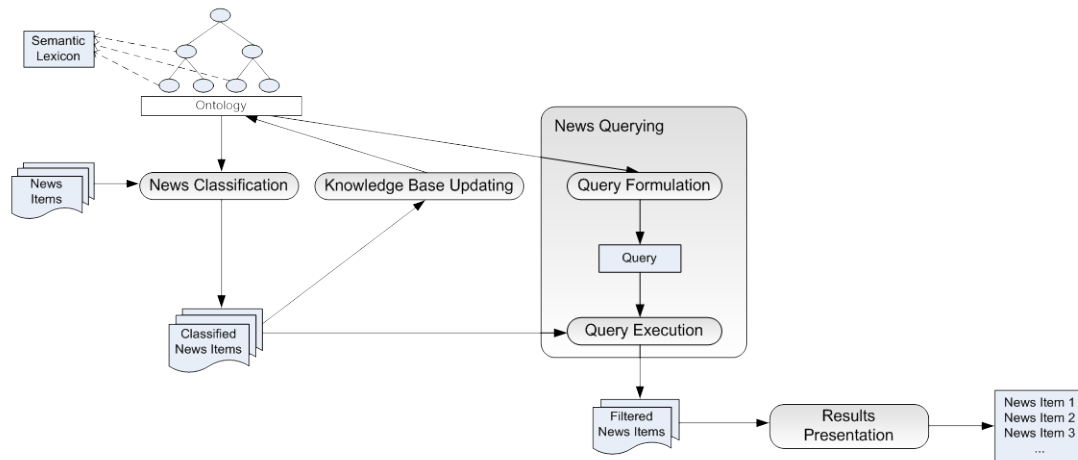 Semantic
Lexicon
Ontology
News Querying
News
Items
News Classification
Knowledge Base Updating
Query Formulation
Query
Classified
News Items
Query Execution
Filtered
News Items
Results
Presentation
News Item 1
News Item 2
News Item 3
...